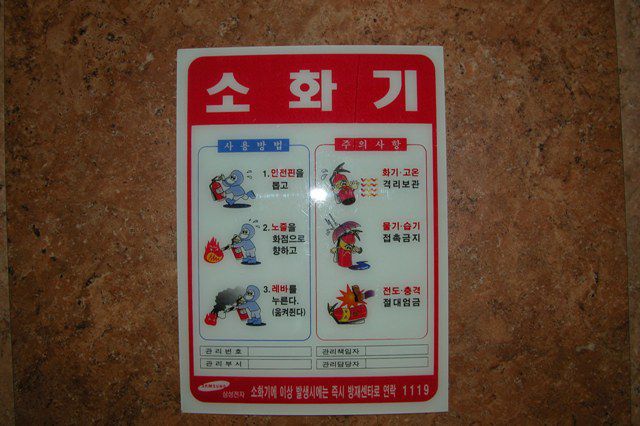 소 화 기
사용방법
1. 인전핀을
뽑고
2. 노즐을
화점으로
향하고
3. 레바를
누른다.
(움켜쥔다)
주의사항
화기·고온
격리보관
물기·습기
접촉금지
전도·충격
절대엄금
관리번호
관리부서
관리책임자
관리담당자
SAMSUNG
삼성전자
소화기에 이상 발생시에는 즉시 방재센타로 연락 1119